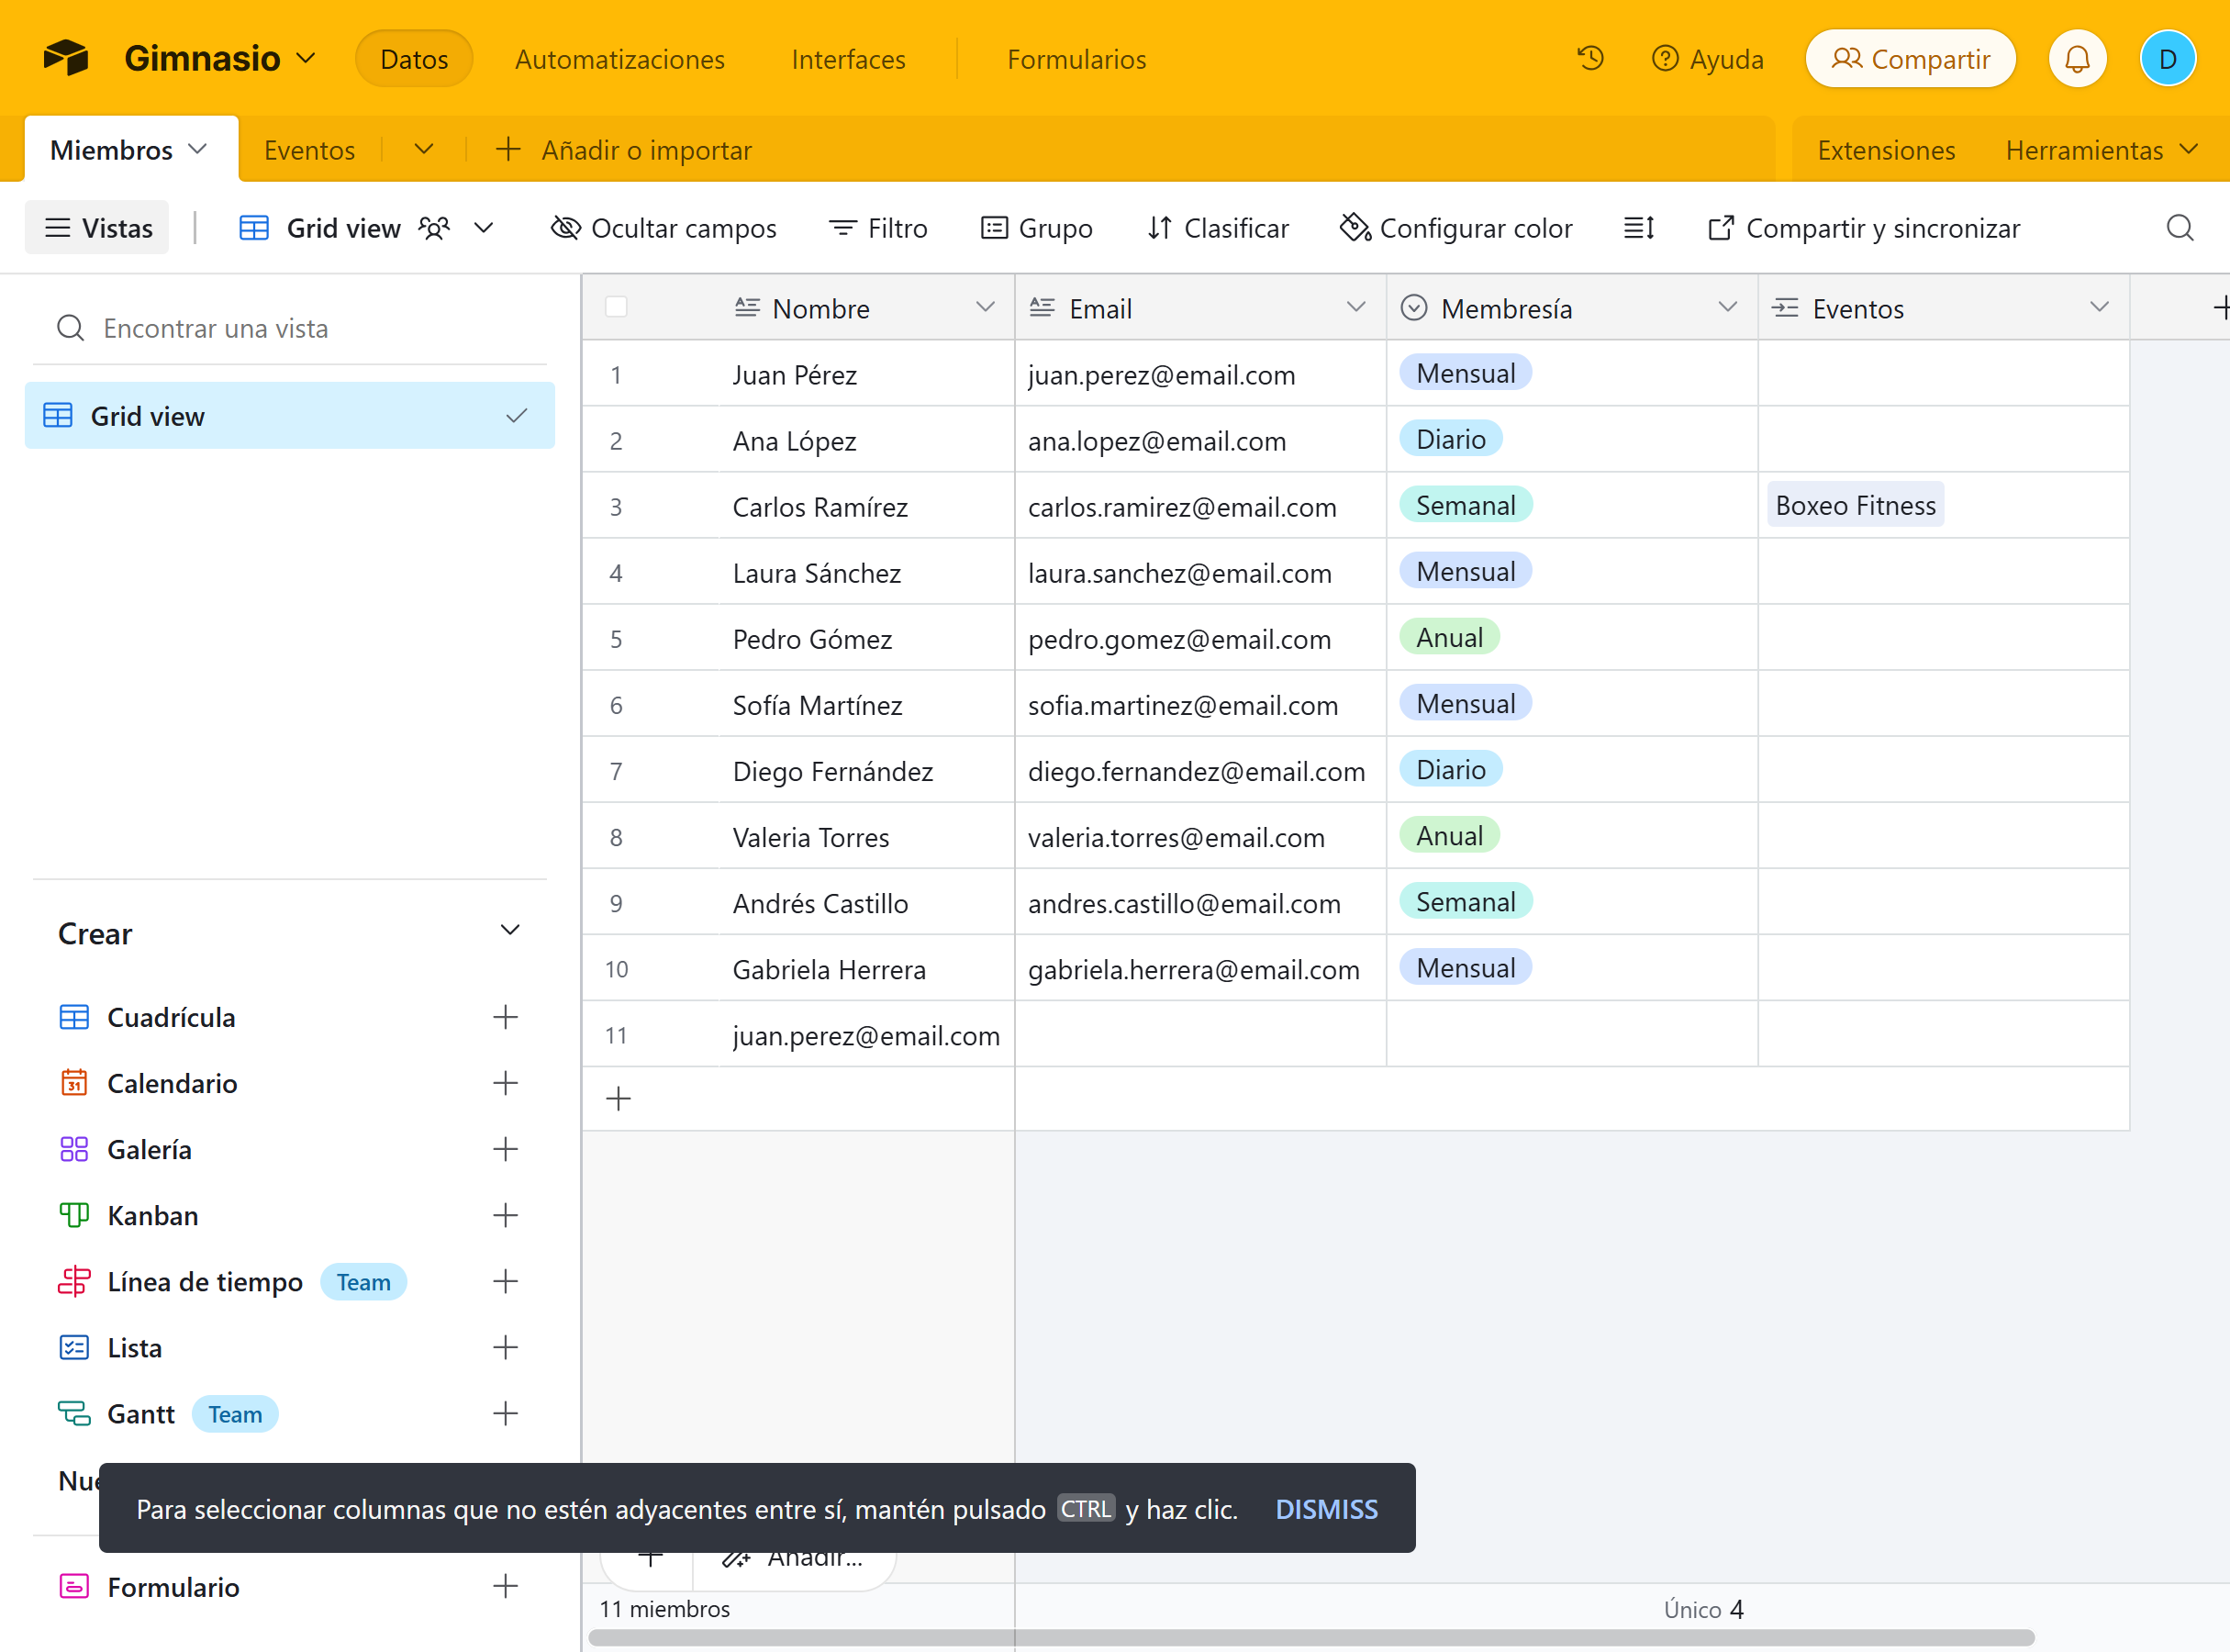 Gimnasio
Datos
Automatizaciones
Interfaces
Formularios
Ayuda
Compartir
D
Miembros
Eventos
Añadir o importar
Extensiones
Herramientas
Vistas
Grid view
Ocultar campos
Filtro
Grupo
Clasificar
Configurar color
Compartir y sincronizar
Encontrar una vista
Grid view
Nombre Email Membresía Eventos
1 Juan Pérez juan.perez@email.com Mensual
2 Ana López ana.lopez@email.com Diario
3 Carlos Ramírez carlos.ramirez@email.com Semanal Boxeo Fitness
4 Laura Sánchez laura.sanchez@email.com Mensual
5 Pedro Gómez pedro.gomez@email.com Anual
6 Sofía Martínez sofia.martinez@email.com Mensual
7 Diego Fernández diego.fernandez@email.com Diario
8 Valeria Torres valeria.torres@email.com Anual
9 Andrés Castillo andres.castillo@email.com Semanal
10 Gabriela Herrera gabriela.herrera@email.com Mensual
11 juan.perez@email.com
Crear
Cuadrícula
31 Calendario
Galería
Kanban
Línea de tiempo Team
Lista
Gantt Team
Para seleccionar columnas que no estén adyacentes entre sí, mantén pulsado CTRL y haz clic. DISMISS
Añadir...
Formulario
11 miembros
Único 4